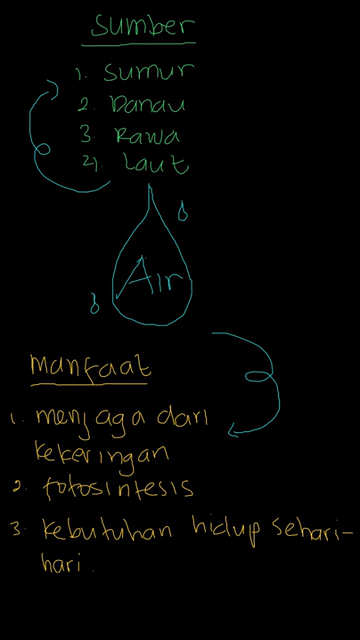 Sumber
1. Sumur
2. Danau
3. Rawa
4. Laut
Air
Manfaat
1. menjaga dari
kekeringan
2. fotosintesis
3. kebutuhan hidup sehari-
hari.